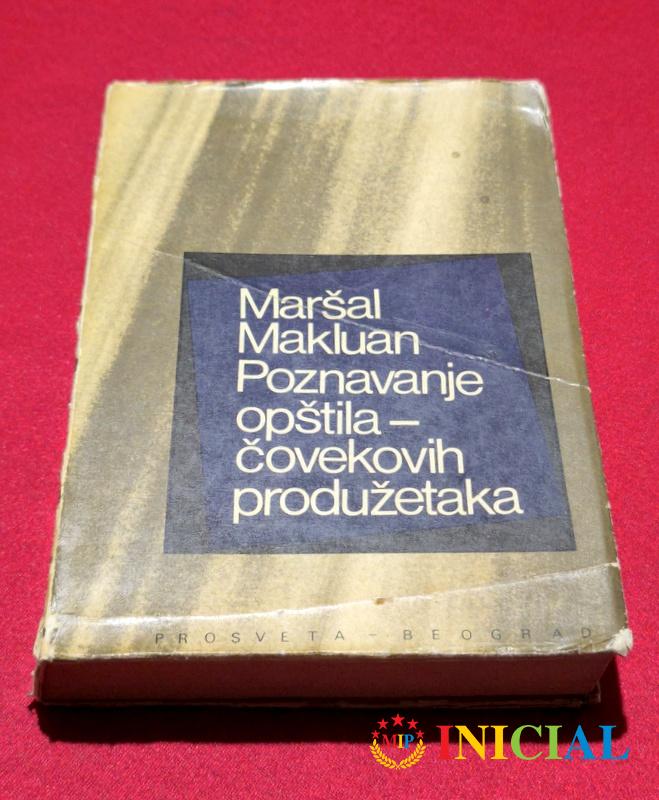 Maršal
Makluan
Poznavanje
opštila –
čovekovih
produžetaka
PROSVETA – BEOGRAD
MIP INICIAL